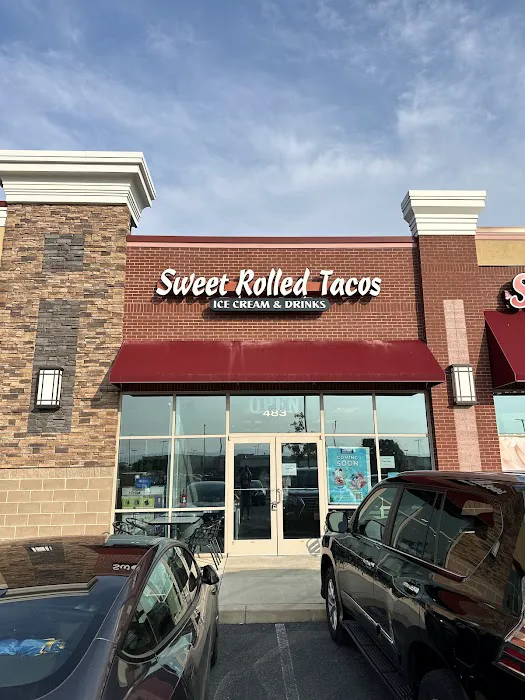 Sweet Rolled Tacos
ICE CREAM & DRINKS
S
OPEN
483
COMING
SOON